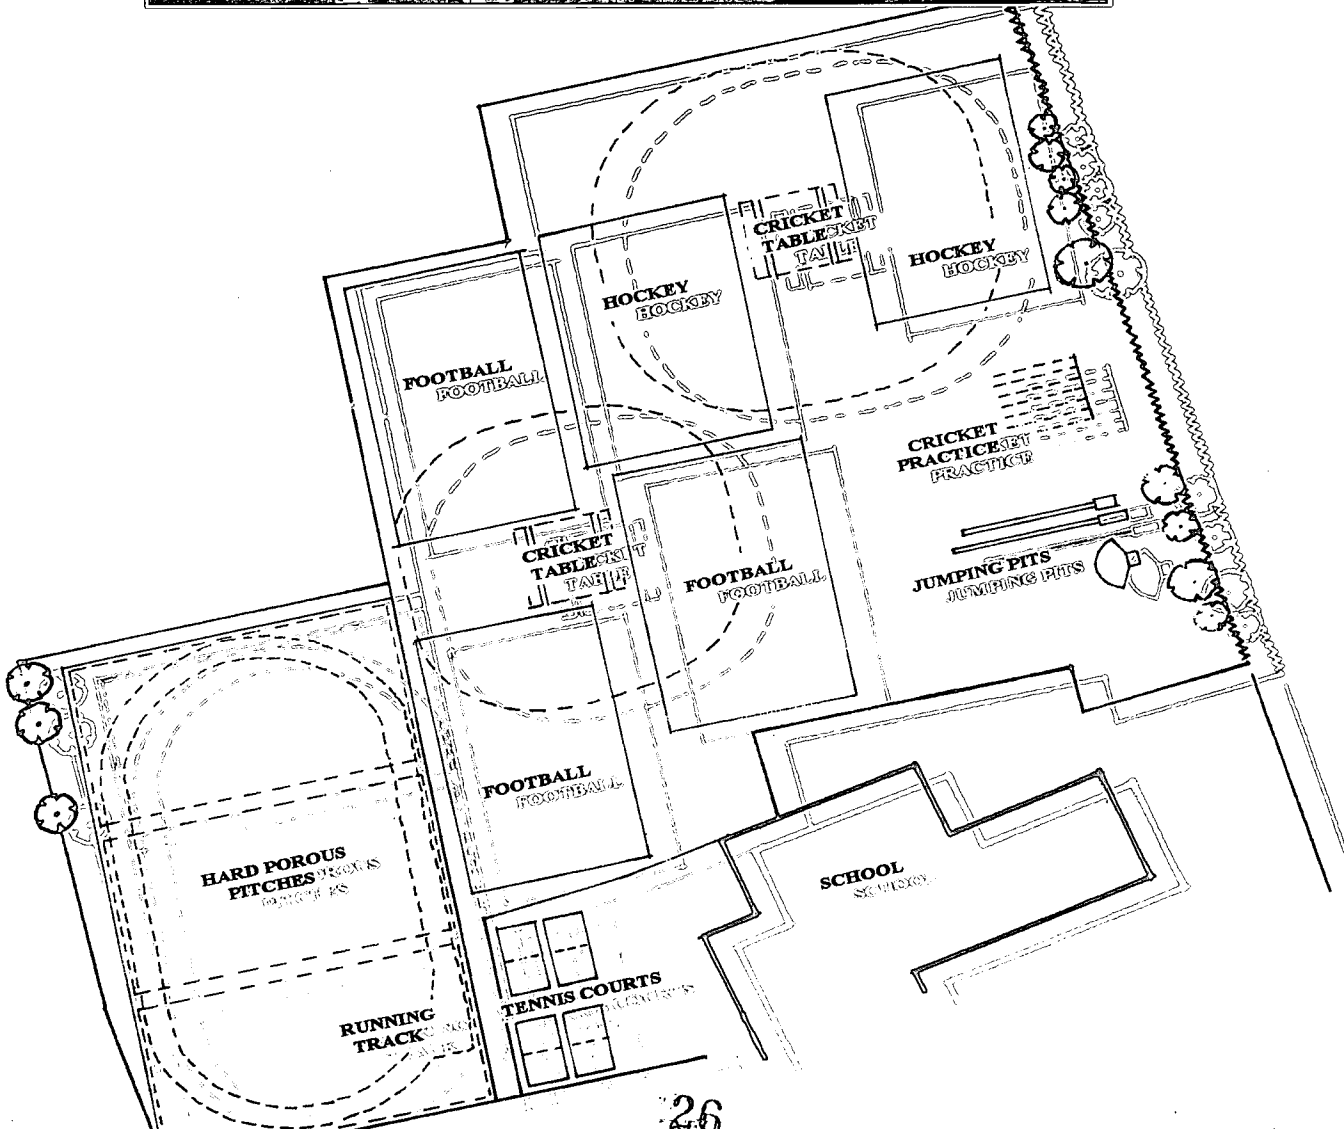 CRICKET
TABLE
HOCKEY
HOCKEY
FOOTBALL
CRICKET
PRACTICE
CRICKET
TABLE
FOOTBALL
JUMPING PITS
FOOTBALL
HARD POROUS
PITCHES
SCHOOL
TENNIS COURTS
RUNNING
TRACK
26